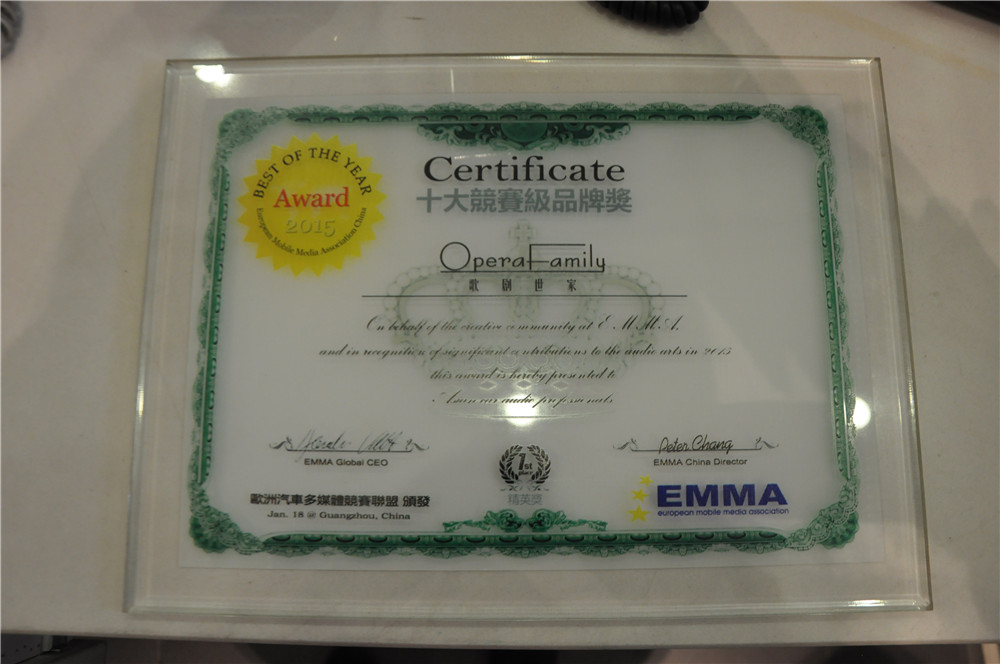 BEST OF THE YEAR
Award
2015
European Mobile Media Association China
Certificate
十大競賽級品牌獎
OperaFamily
歌劇世家
On behalf of the creative community at E.M.M.A.
and in recognition of significant contributions to the audio arts in 2015
this award is hereby presented to
Asian car audio professionals
EMMA Global CEO
1st
place
精英獎
Peter Chang
EMMA China Director
歐洲汽車多媒體競賽聯盟 頒發
Jan. 18 @ Guangzhou, China
EMMA
european mobile media association